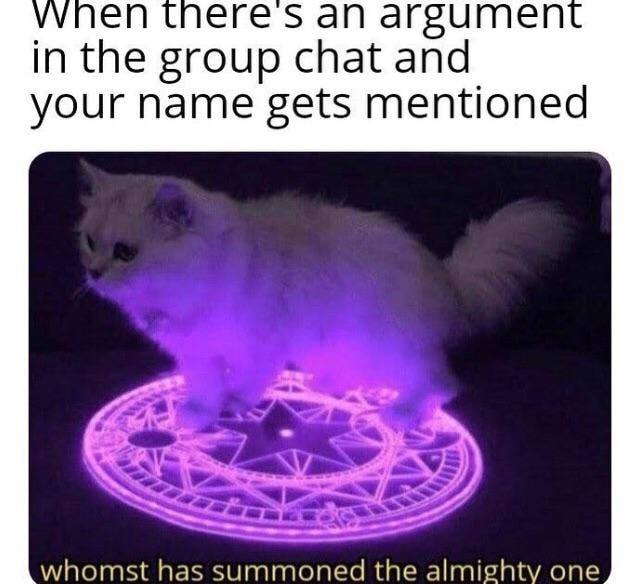 When there's an argument
in the group chat and
your name gets mentioned
whomst has summoned the almighty one